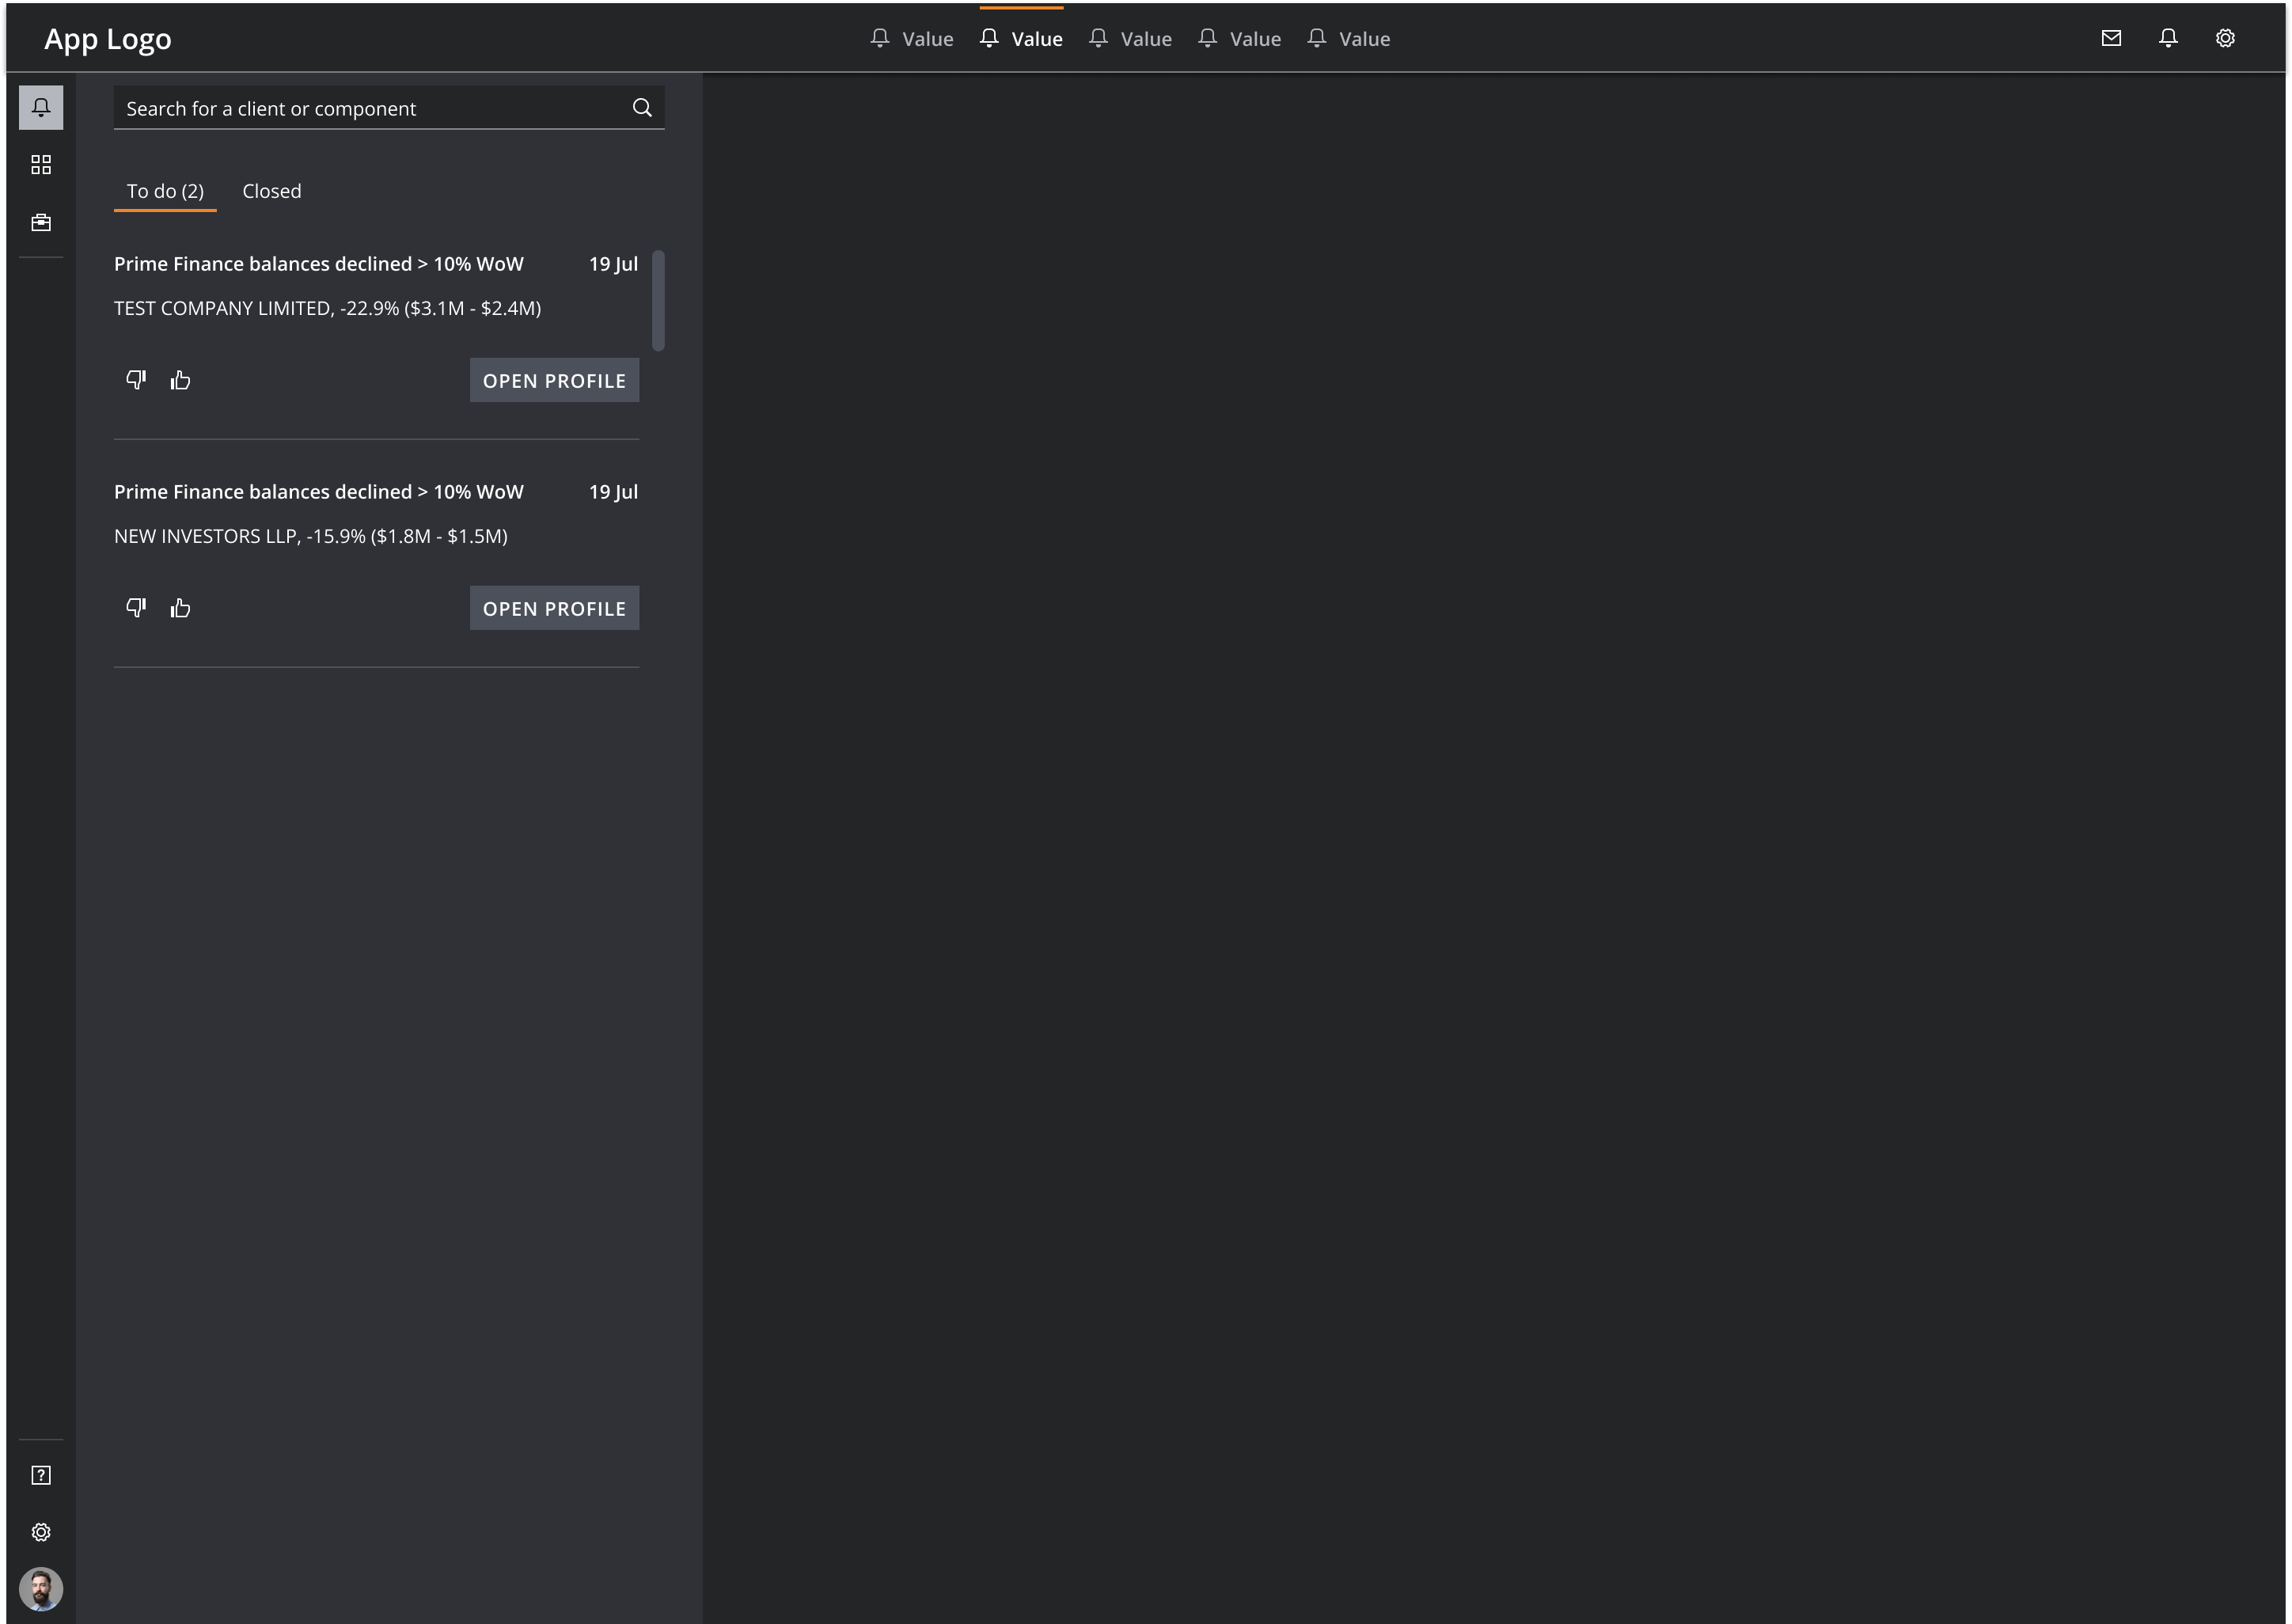 App Logo
Value
Value
Value
Value
Value
Search for a client or component
To do (2)
Closed
Prime Finance balances declined > 10% WoW
19 Jul
TEST COMPANY LIMITED, -22.9% ($3.1M - $2.4M)
OPEN PROFILE
Prime Finance balances declined > 10% WoW
19 Jul
NEW INVESTORS LLP, -15.9% ($1.8M - $1.5M)
OPEN PROFILE
?